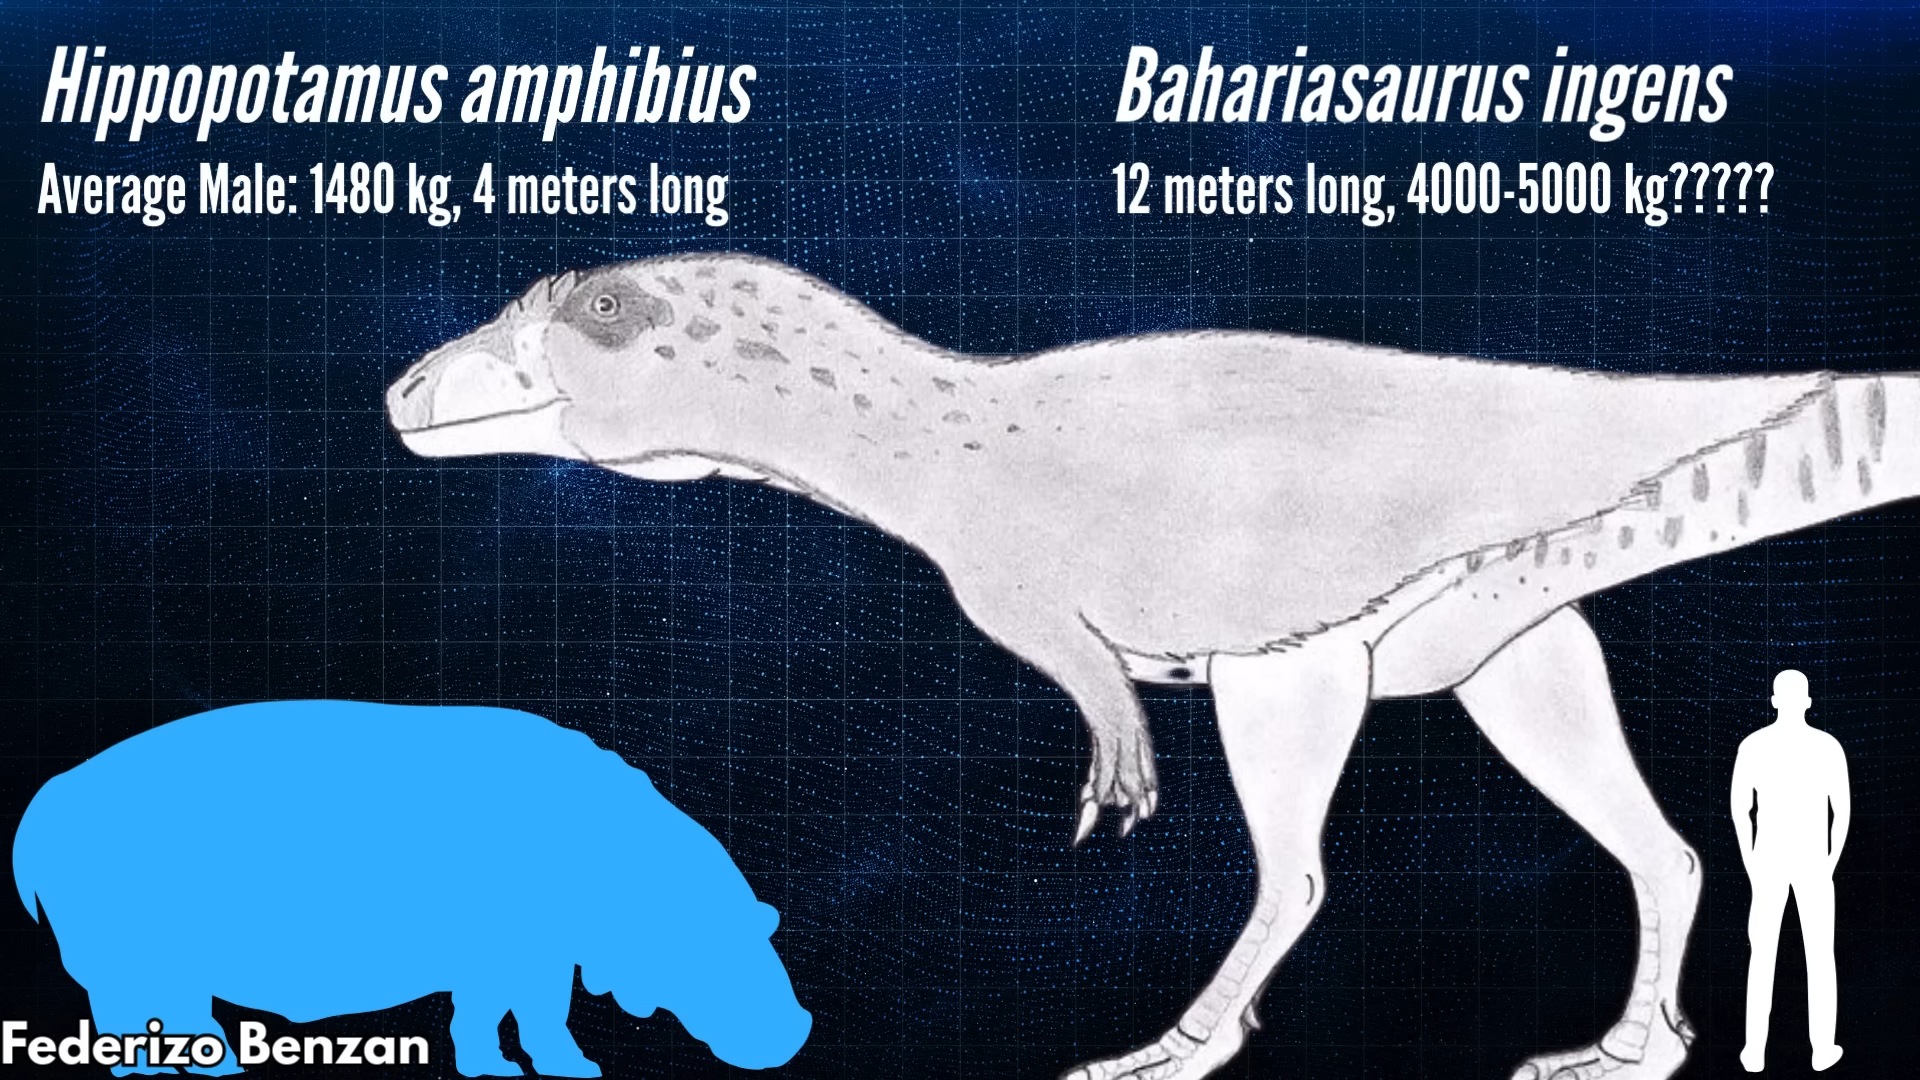 Hippopotamus amphibius
Average Male: 1480 kg, 4 meters long
Bahariasaurus ingens
12 meters long, 4000-5000 kg?????
Federizo Benzan